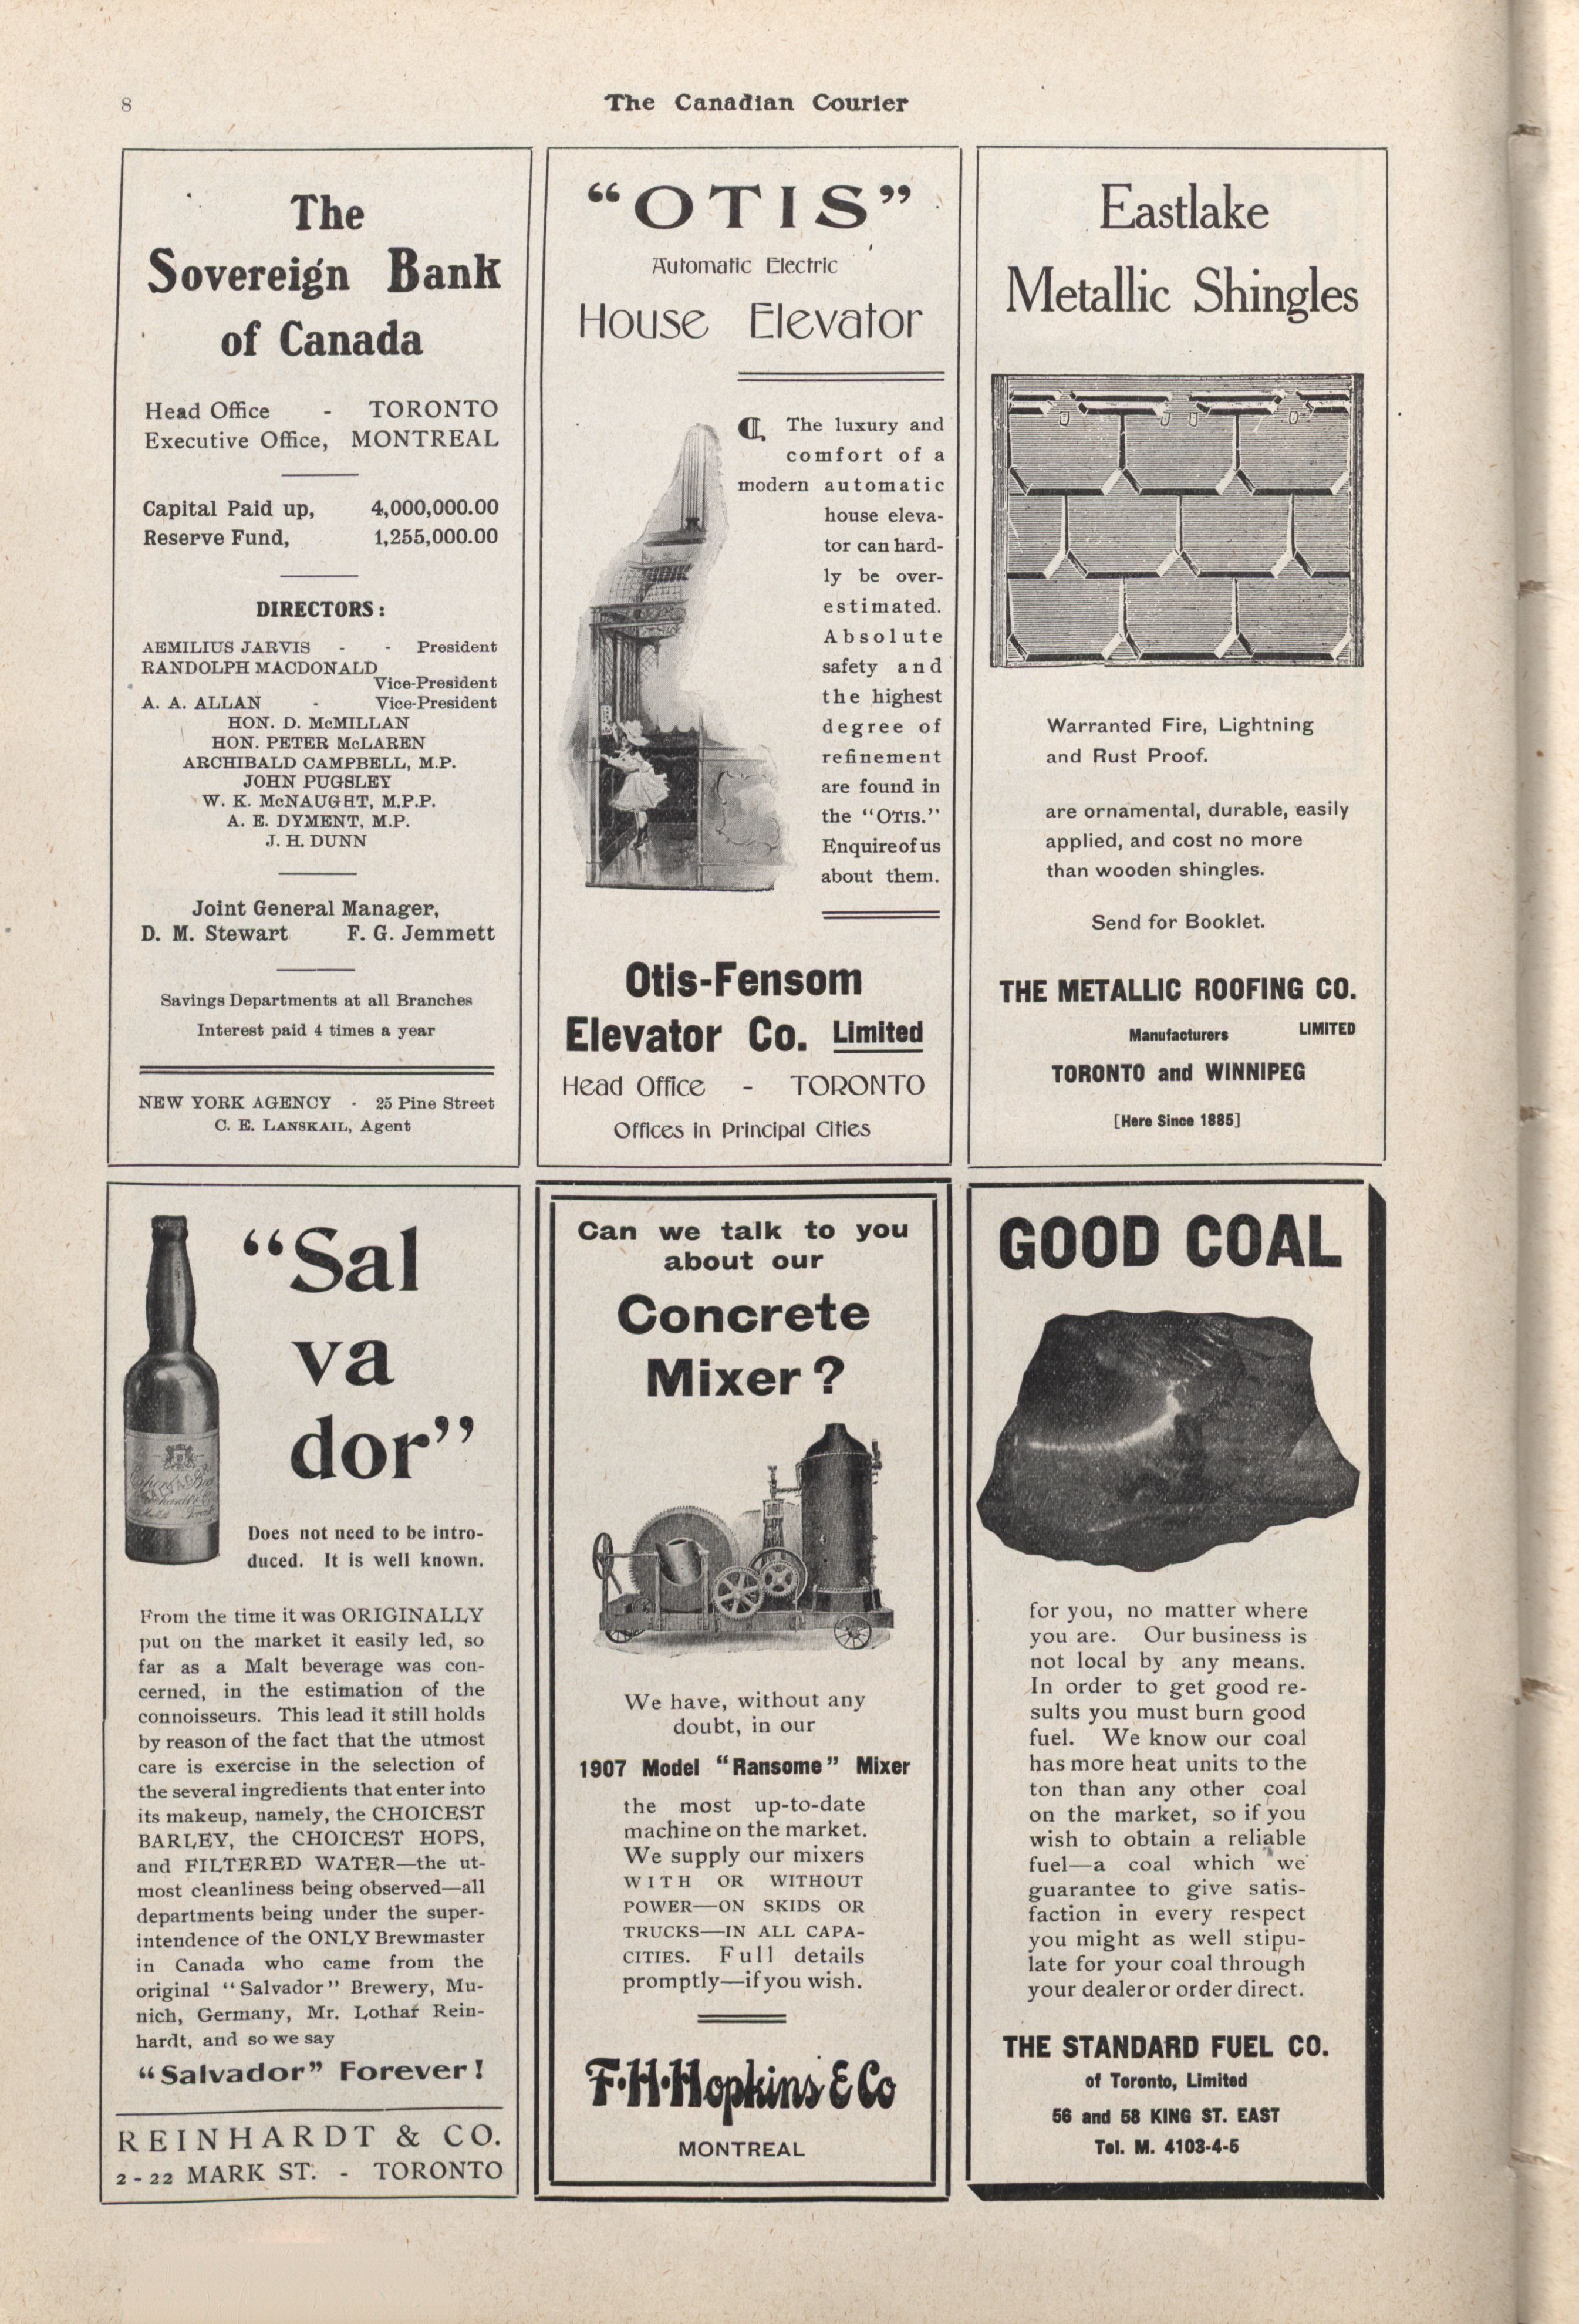 8
The Canadian Courier
The
Sovereign Bank
of Canada
Head Office - TORONTO
Executive Office, MONTREAL
Capital Paid up, 4,000,000.00
Reserve Fund, 1,255,000.00
DIRECTORS:
AEMILIUS JARVIS - - President
RANDOLPH MACDONALD
Vice-President
A. A. ALLAN - Vice-President
HON. D. McMILLAN
HON. PETER McLAREN
ARCHIBALD CAMPBELL, M.P.
JOHN PUGSLEY
W. K. McNAUGHT, M.P.P.
A. E. DYMENT, M.P.
J. H. DUNN
Joint General Manager,
D. M. Stewart F. G. Jemmett
Savings Departments at all Branches
Interest paid 4 times a year
NEW YORK AGENCY - 25 Pine Street
C. E. LANSKAIL, Agent
"OTIS"
Automatic Electric
House Elevator
The luxury and
comfort of a
modern automatic
house eleva-
tor can hard-
ly be over-
estimated.
Absolute
safety and
the highest
degree of
refinement
are found in
the "OTIS."
Enquire of us
about them.
Otis-Fensom
Elevator Co. Limited
Head Office - TORONTO
Offices in Principal Cities
Eastlake
Metallic Shingles
Warranted Fire, Lightning
and Rust Proof.
are ornamental, durable, easily
applied, and cost no more
than wooden shingles.
Send for Booklet.
THE METALLIC ROOFING CO.
Manufacturers LIMITED
TORONTO and WINNIPEG
[Here Since 1885]
"Sal
va
dor"
Does not need to be intro-
duced. It is well known.
From the time it was ORIGINALLY
put on the market it easily led, so
far as a Malt beverage was con-
cerned, in the estimation of the
connoisseurs. This lead it still holds
by reason of the fact that the utmost
care is exercise in the selection of
the several ingredients that enter into
its makeup, namely, the CHOICEST
BARLEY, the CHOICEST HOPS,
and FILTERED WATER—the ut-
most cleanliness being observed—all
departments being under the super-
intendence of the ONLY Brewmaster
in Canada who came from the
original "Salvador" Brewery, Mu-
nich, Germany, Mr. Lothar Rein-
hardt, and so we say
"Salvador" Forever!
REINHARDT & CO.
2-22 MARK ST. - TORONTO
Can we talk to you
about our
Concrete
Mixer?
We have, without any
doubt, in our
1907 Model "Ransome" Mixer
the most up-to-date
machine on the market.
We supply our mixers
WITH OR WITHOUT
POWER—ON SKIDS OR
TRUCKS—IN ALL CAPA-
CITIES. Full details
promptly—if you wish.
F. H. Hopkins & Co
MONTREAL
GOOD COAL
for you, no matter where
you are. Our business is
not local by any means.
In order to get good re-
sults you must burn good
fuel. We know our coal
has more heat units to the
ton than any other coal
on the market, so if you
wish to obtain a reliable
fuel—a coal which we
guarantee to give satis-
faction in every respect
you might as well stipu-
late for your coal through
your dealer or order direct.
THE STANDARD FUEL CO.
of Toronto, Limited
56 and 58 KING ST. EAST
Tel. M. 4103-4-5